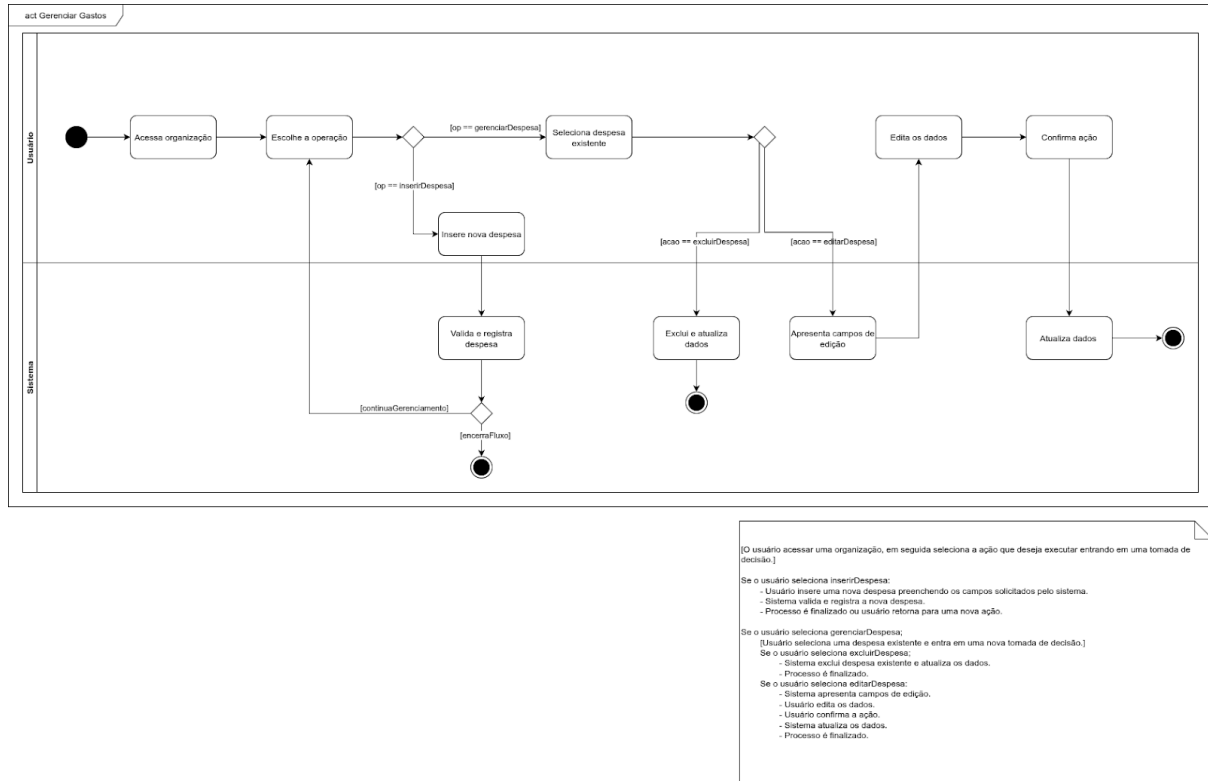 act Gerenciar Gastos
Usuário
Acessa organização
Escolhe a operação
[op == gerenciarDespesa]
Seleciona despesa
existente
Edita os dados
Confirma ação
[op == inserirDespesa]
Insere nova despesa
[acao == excluirDespesa]
[acao == editarDespesa]
Sistema
Valida e registra
despesa
Exclui e atualiza
dados
Apresenta campos de
edição
Atualiza dados
[continuaGerenciamento]
[encerraFluxo]
[O usuário acessar uma organização, em seguida seleciona a ação que deseja executar entrando em uma tomada de
decisão.]
Se o usuário seleciona inserirDespesa:
- Usuário insere uma nova despesa preenchendo os campos solicitados pelo sistema.
- Sistema valida e registra a nova despesa.
- Processo é finalizado ou usuário retorna para uma nova ação.
Se o usuário seleciona gerenciarDespesa;
[Usuário seleciona uma despesa existente e entra em uma nova tomada de decisão.]
Se o usuário seleciona excluirDespesa;
- Sistema exclui despesa existente e atualiza os dados.
- Processo é finalizado.
Se o usuário seleciona editarDespesa:
- Sistema apresenta campos de edição.
- Usuário edita os dados.
- Usuário confirma a ação.
- Sistema atualiza os dados.
- Processo é finalizado.